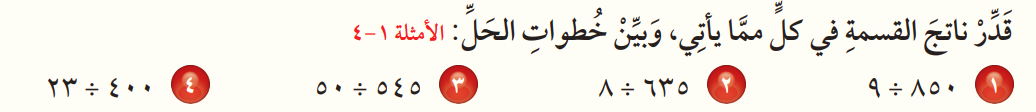 قَدِّرْ ناتجَ القسمةِ في كلٍّ ممَّا يأتِي، وَبيِّنْ خُطواتِ الحَلِّ: الأمثلة ١-٤
١ ٨٥٠ ÷ ٩ ٢ ٦٣٥ ÷ ٨ ٣ ٥٤٥ ÷ ٥٠ ٤ ٤٠٠ ÷ ٢٣